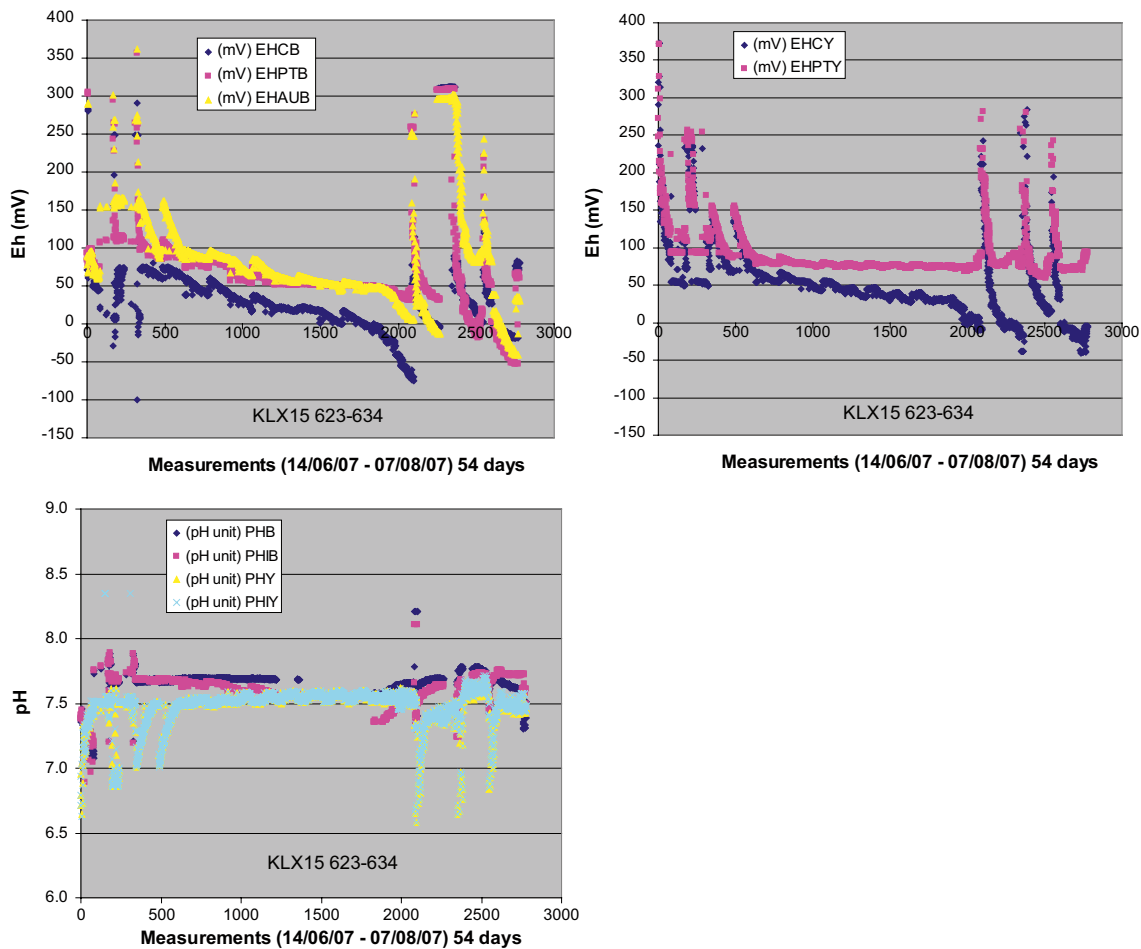 400
350
300
250
200
150
100
50
0
-50
-100
-150
Eh (mV)
(mV) EHCB
(mV) EHPTB
(mV) EHAUB
0 500 1000 1500 2000 2500 3000
KLX15 623-634
Measurements (14/06/07 - 07/08/07) 54 days
400
350
300
250
200
150
100
50
0
-50
-100
-150
Eh (mV)
(mV) EHCY
(mV) EHPTY
0 500 1000 1500 2000 2500 3000
KLX15 623-634
Measurements (14/06/07 - 07/08/07) 54 days
9.0
8.5
8.0
7.5
7.0
6.5
6.0
pH
(pH unit) PHB
(pH unit) PHIB
(pH unit) PHY
(pH unit) PHIY
KLX15 623-634
0 500 1000 1500 2000 2500 3000
Measurements (14/06/07 - 07/08/07) 54 days